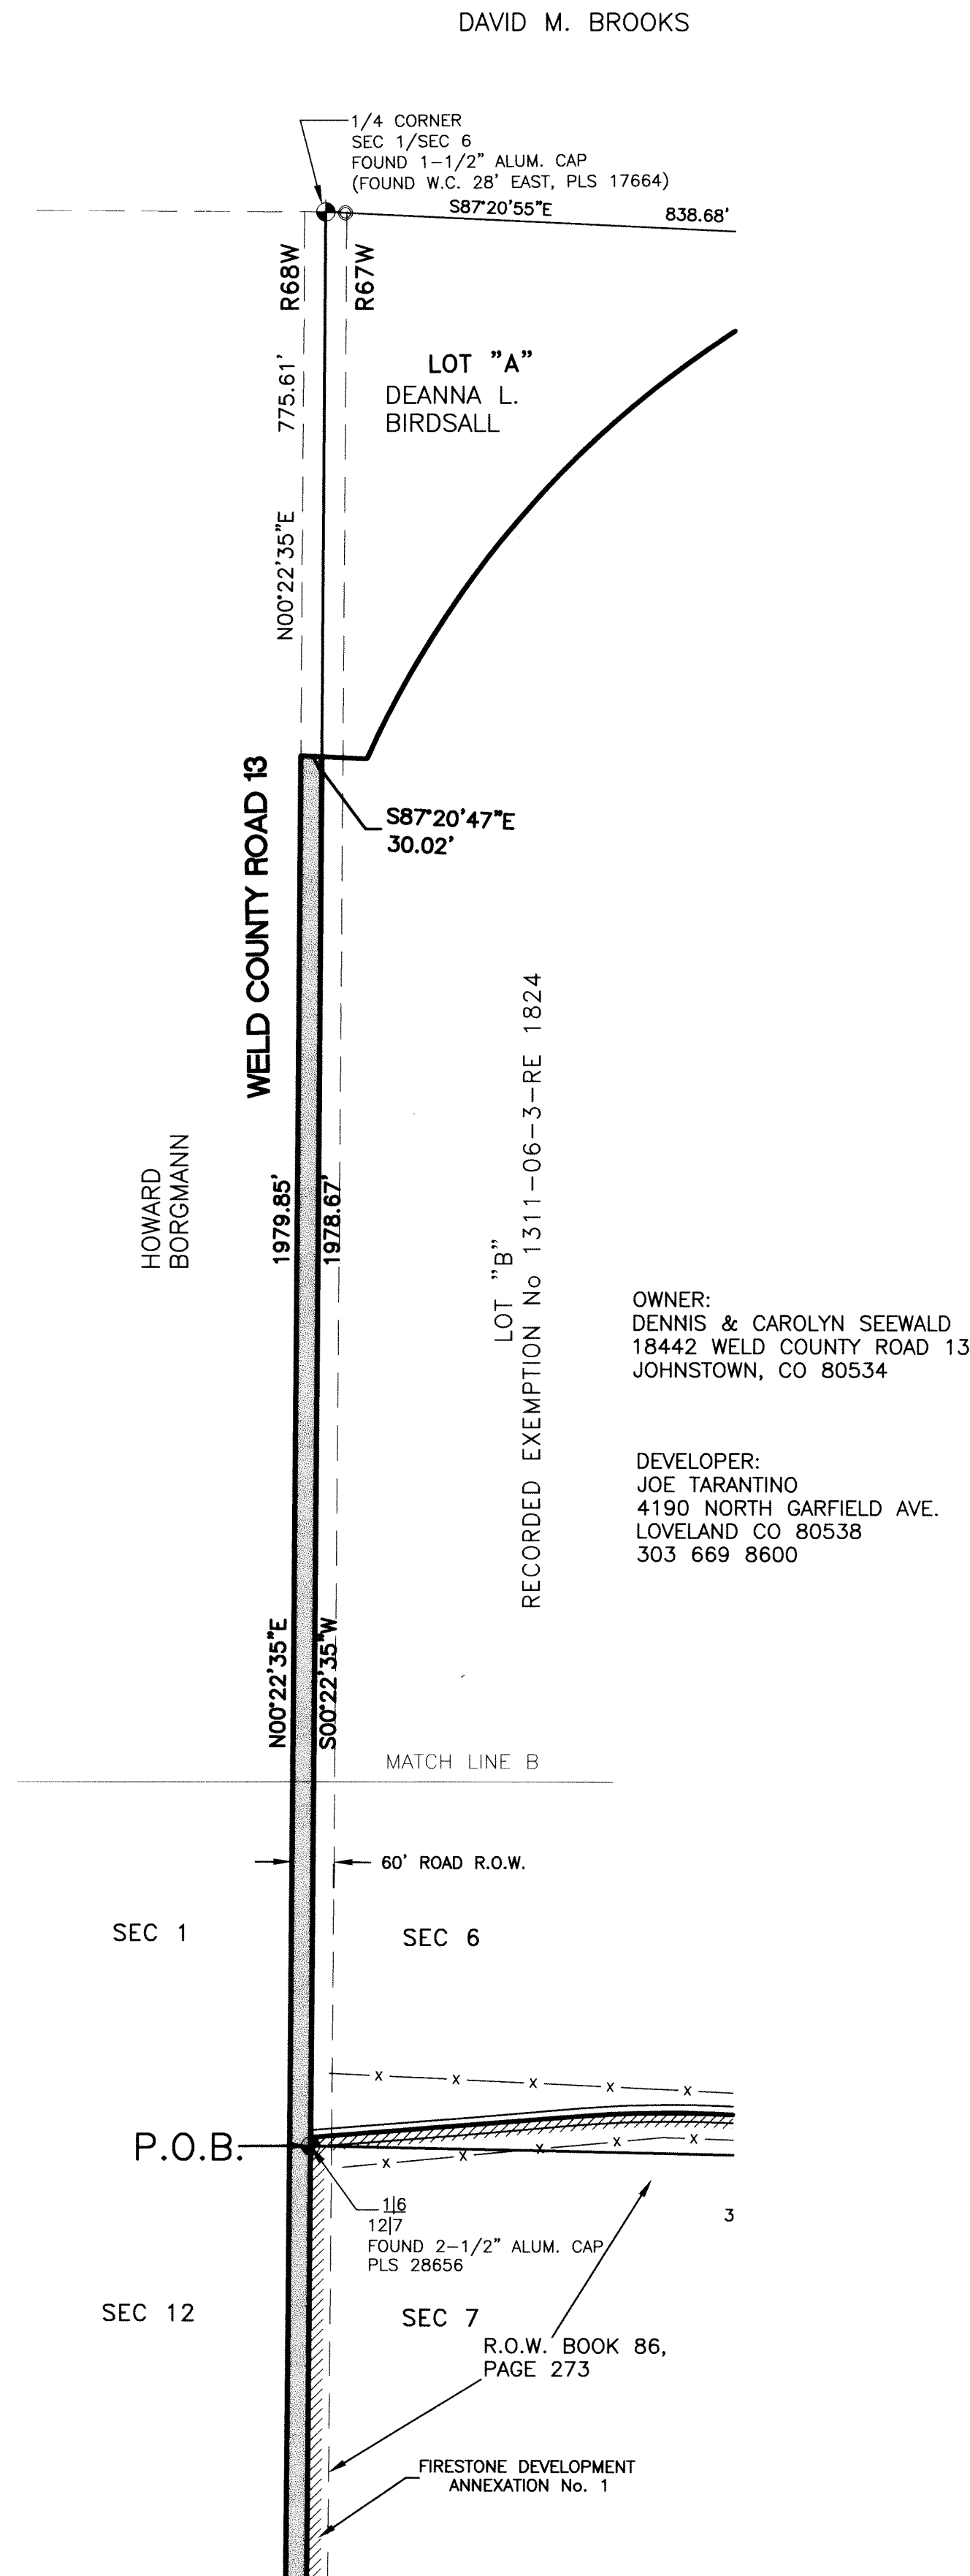 DAVID M. BROOKS
1/4 CORNER
SEC 1/SEC 6
FOUND 1-1/2" ALUM. CAP
(FOUND W.C. 28' EAST, PLS 17664)
S87°20'55"E 838.68'
R68W
R67W
775.61'
N00°22'35"E
LOT "A"
DEANNA L.
BIRDSALL
WELD COUNTY ROAD 13
S87°20'47"E
30.02'
HOWARD
BORGMANN
1979.85'
1978.67'
LOT "B"
RECORDED EXEMPTION No 1311-06-3-RE 1824
OWNER:
DENNIS & CAROLYN SEEWALD
18442 WELD COUNTY ROAD 13
JOHNSTOWN, CO 80534
DEVELOPER:
JOE TARANTINO
4190 NORTH GARFIELD AVE.
LOVELAND CO 80538
303 669 8600
N00°22'35"E
S00°22'35"W
MATCH LINE B
60' ROAD R.O.W.
SEC 1
SEC 6
X X X X X
P.O.B.
X X X X X
1|6
12|7
FOUND 2-1/2" ALUM. CAP
PLS 28656
3
SEC 12
SEC 7
R.O.W. BOOK 86,
PAGE 273
FIRESTONE DEVELOPMENT
ANNEXATION No. 1